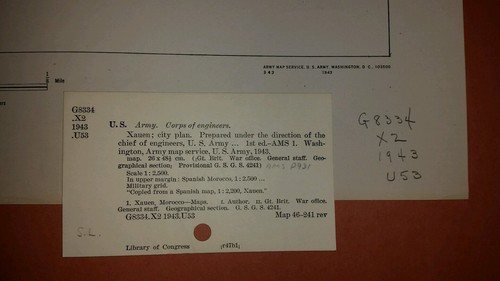 ARMY MAP SERVICE, U. S. ARMY, WASHINGTON, D. C.,
1943
Mile
G8334
.X2
1943
.U53
U. S. Army. Corps of engineers.
Xauen; city plan. Prepared under the direction of the
chief of engineers, U. S. Army ... 1st ed.–AMS 1. Wash-
ington, Army map service, U. S. Army, 1943.
map. 26 x 48½ cm. (Gt. Brit. War office. General staff. Geo-
graphical section; Provisional G. S. G. S. 4241)
Scale 1 : 2,500.
In upper margin: Spanish Morocco, 1 : 2,500 ...
Military grid.
"Copied from a Spanish map, 1 : 2,200, Xauen."
1. Xauen, Morocco—Maps. I. Author. II. Gt. Brit. War office.
General staff. Geographical section. G. S. G. S. 4241.
G8334.X2 1943.U53
Map 46–241 rev
S.L.
Library of Congress
(r47b1)
G8334
X2
1943
U53